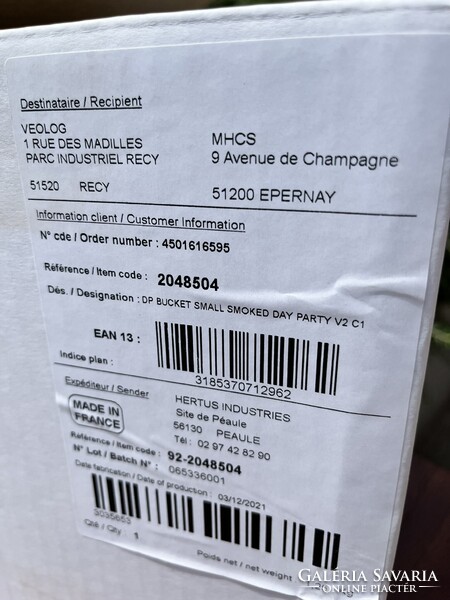 Destinataire / Recipient
VEOLOG
1 RUE DES MADILLES
PARC INDUSTRIEL RECY
51520 RECY
MHCS
9 Avenue de Champagne
51200 EPERNAY
Information client / Customer Information
N° cde / Order number : 4501616595
Référence / Item code : 2048504
Dés. / Designation : DP BUCKET SMALL SMOKED DAY PARTY V2 C1
EAN 13 :
3185370712962
Indice plan :
Expéditeur / Sender
HERTUS INDUSTRIES
Site de Péaule
56130 PEAULE
Tél : 02 97 42 82 90
MADE IN
FRANCE
Référence / Item code : 92-2048504
N° Lot / Batch N° : 065336001
Date fabrication / Date of production : 03/12/2021
3035653
Qté / Qty : 1
Poids net / net weight
GALÉRIA SAVARIA
ONLINE PIACTÉR